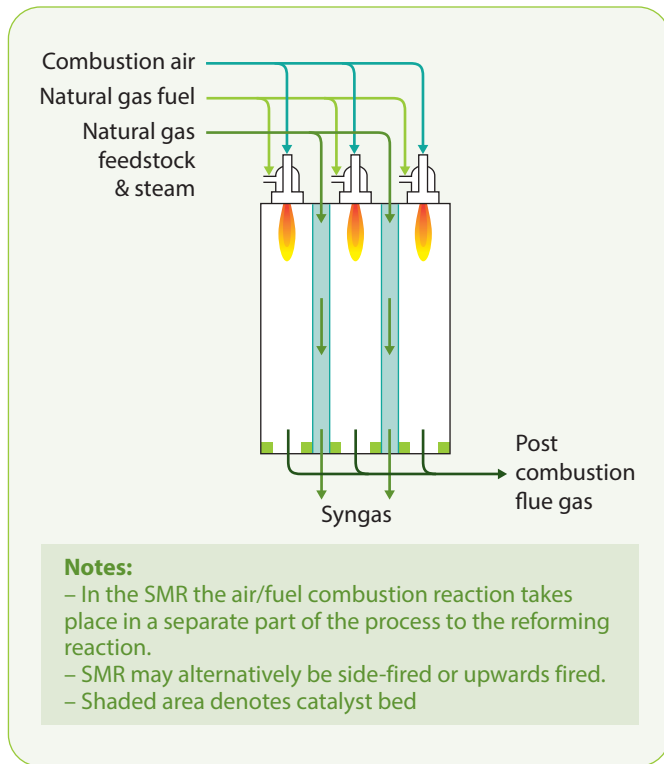 Combustion air
Natural gas fuel
Natural gas
feedstock
& steam
Post
combustion
flue gas
Syngas
Notes:
– In the SMR the air/fuel combustion reaction takes
place in a separate part of the process to the reforming
reaction.
– SMR may alternatively be side-fired or upwards fired.
– Shaded area denotes catalyst bed